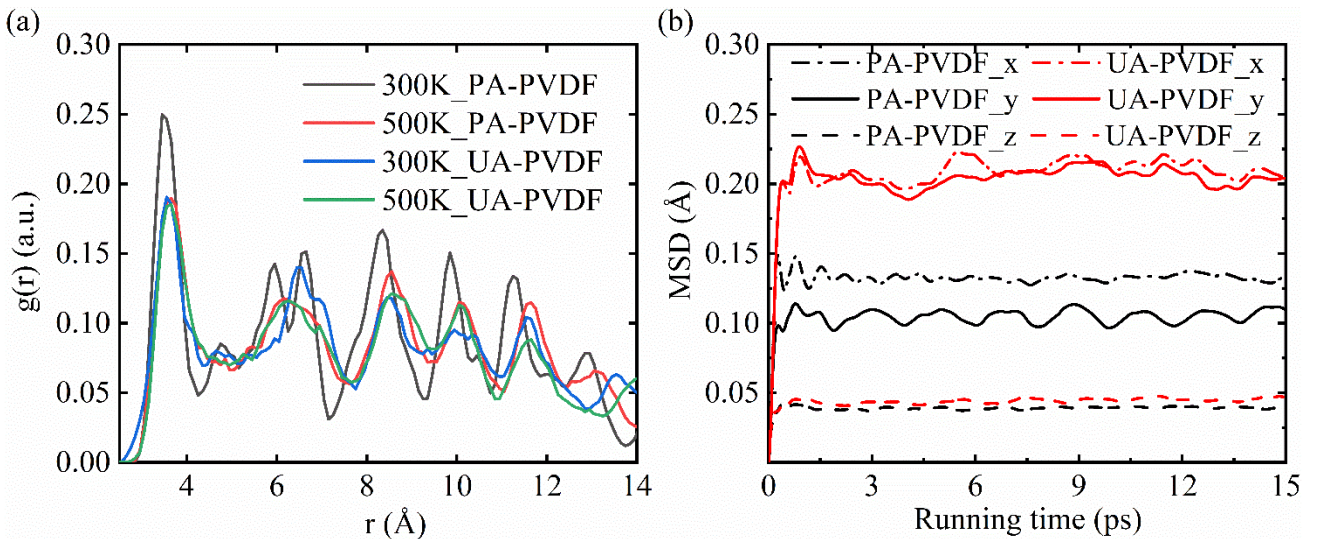 (a)
0.30
0.25
0.20
0.15
0.10
0.05
0.00
g(r) (a.u.)
300K_PA-PVDF
500K_PA-PVDF
300K_UA-PVDF
500K_UA-PVDF
4 6 8 10 12 14
r (Å)
(b)
0.30
0.25
0.20
0.15
0.10
0.05
MSD (Å)
PA-PVDF_x UA-PVDF_x
PA-PVDF_y UA-PVDF_y
PA-PVDF_z UA-PVDF_z
0 3 6 9 12 15
Running time (ps)